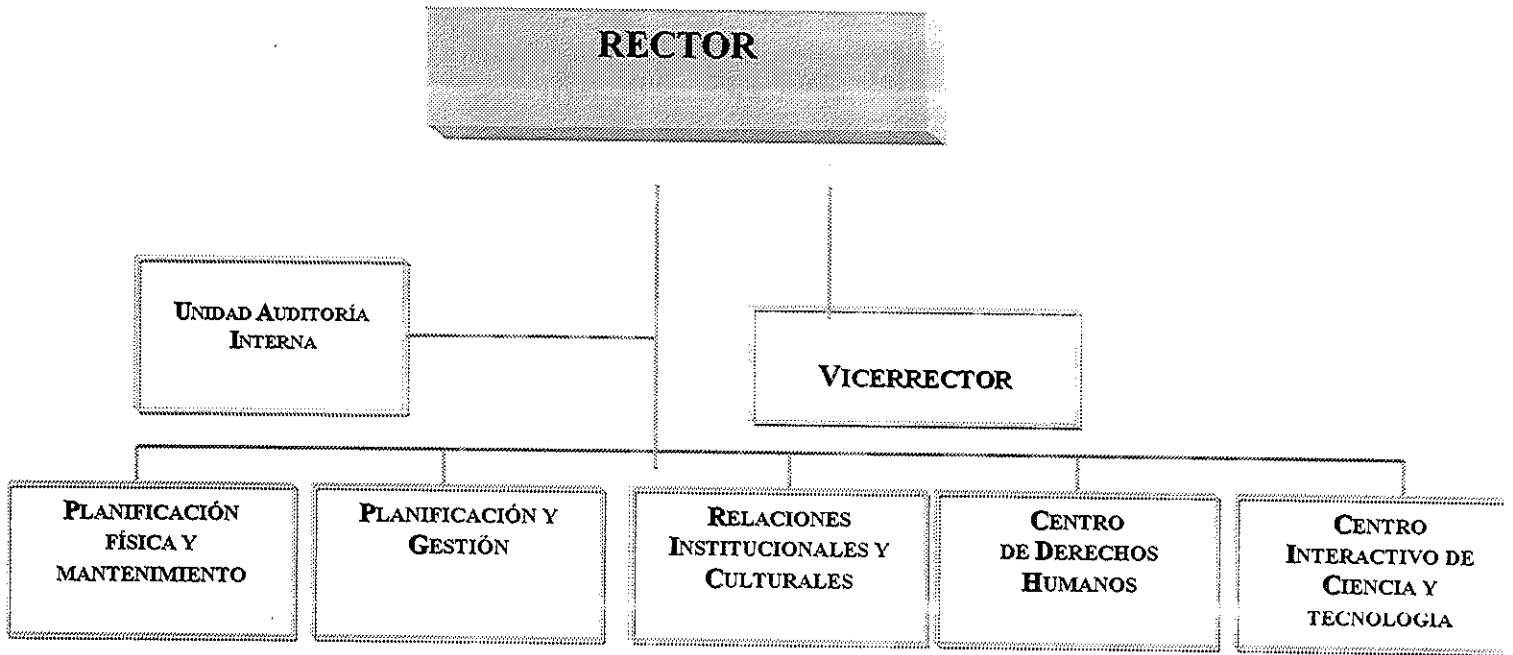 RECTOR
UNIDAD AUDITORÍA
INTERNA
VICERRECTOR
PLANIFICACIÓN
FÍSICA Y
MANTENIMIENTO
PLANIFICACIÓN Y
GESTIÓN
RELACIONES
INSTITUCIONALES Y
CULTURALES
CENTRO
DE DERECHOS
HUMANOS
CENTRO
INTERACTIVO DE
CIENCIA Y
TECNOLOGIA